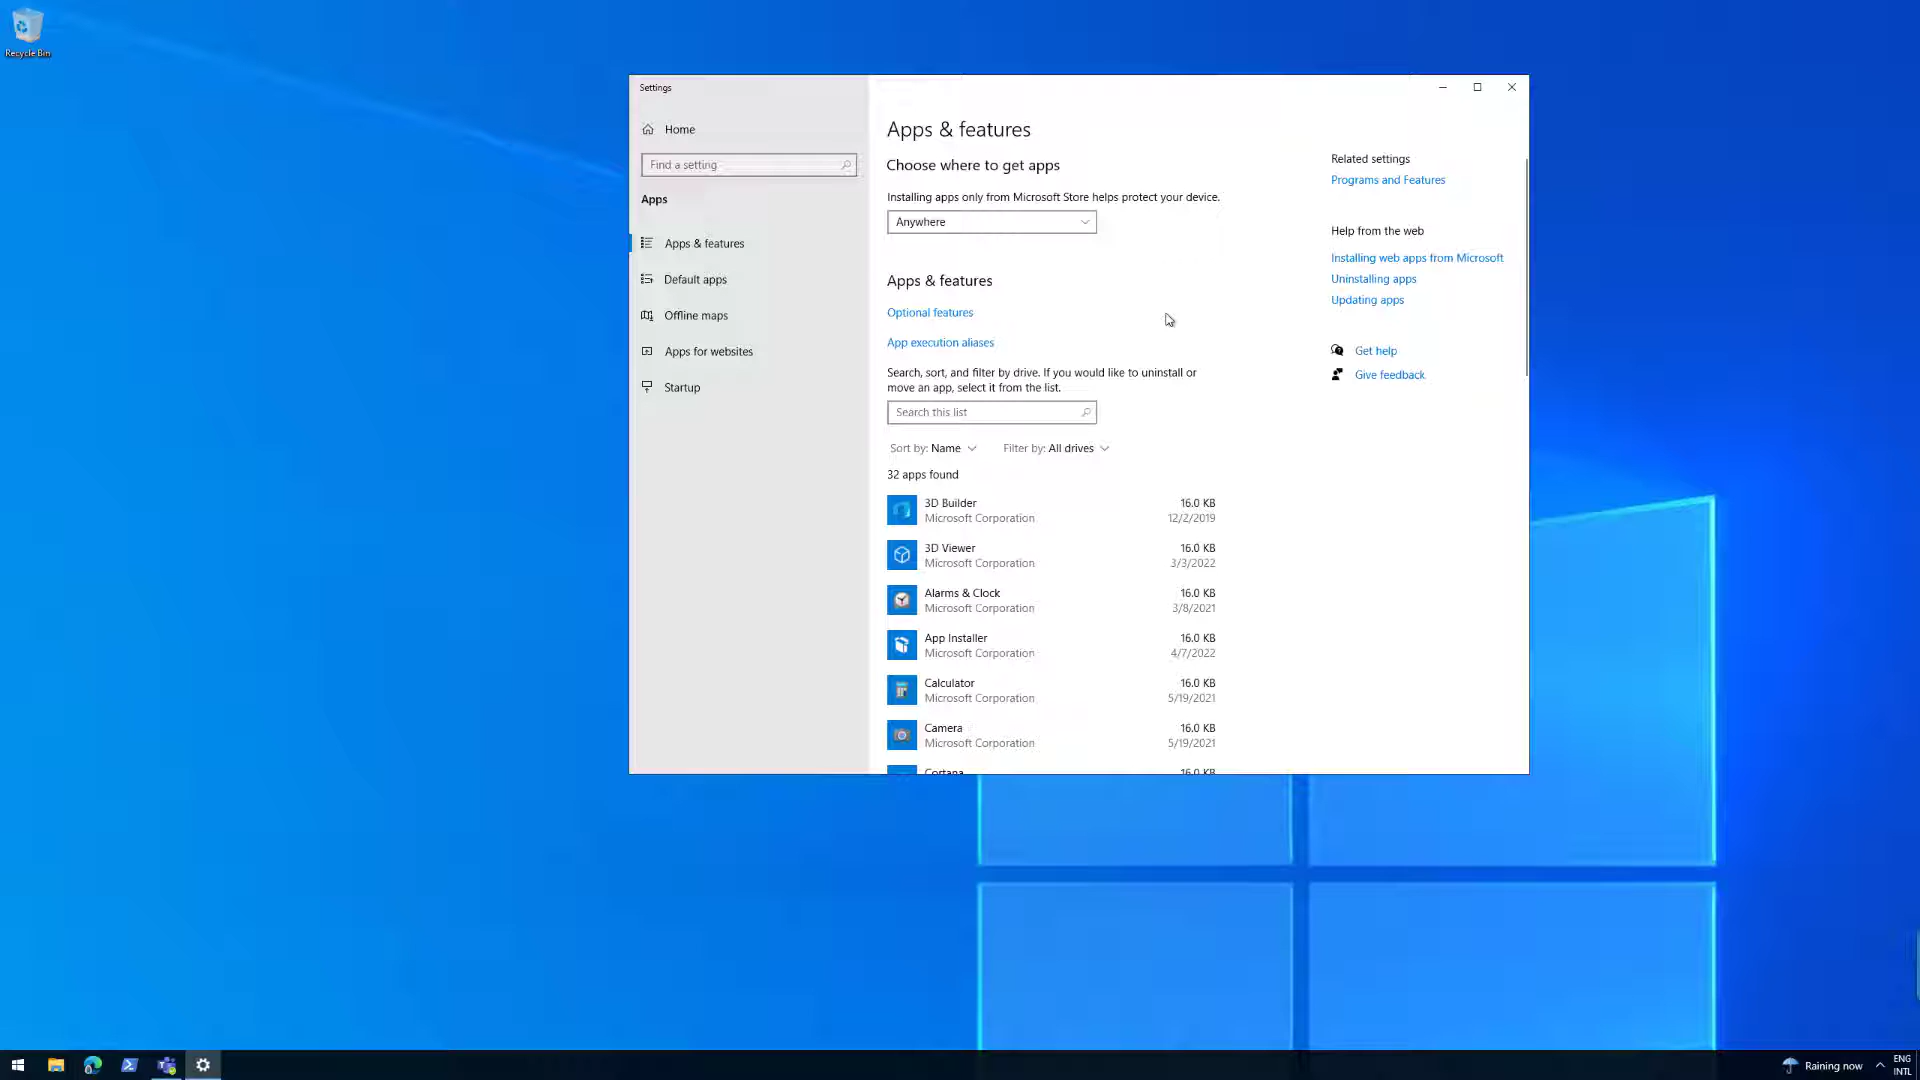 Recycle Bin
Settings
Home
Find a setting
Apps
Apps & features
Default apps
Offline maps
Apps for websites
Startup
Apps & features
Choose where to get apps
Installing apps only from Microsoft Store helps protect your device.
Anywhere
Apps & features
Optional features
App execution aliases
Search, sort, and filter by drive. If you would like to uninstall or
move an app, select it from the list.
Search this list
Sort by: Name
Filter by: All drives
32 apps found
3D Builder 16.0 KB
Microsoft Corporation 12/2/2019
3D Viewer 16.0 KB
Microsoft Corporation 3/3/2022
Alarms & Clock 16.0 KB
Microsoft Corporation 3/8/2021
App Installer 16.0 KB
Microsoft Corporation 4/7/2022
Calculator 16.0 KB
Microsoft Corporation 5/19/2021
Camera 16.0 KB
Microsoft Corporation 5/19/2021
Cortana 16.0 KB
Related settings
Programs and Features
Help from the web
Installing web apps from Microsoft
Uninstalling apps
Updating apps
Get help
Give feedback
Raining now
ENG
INTL